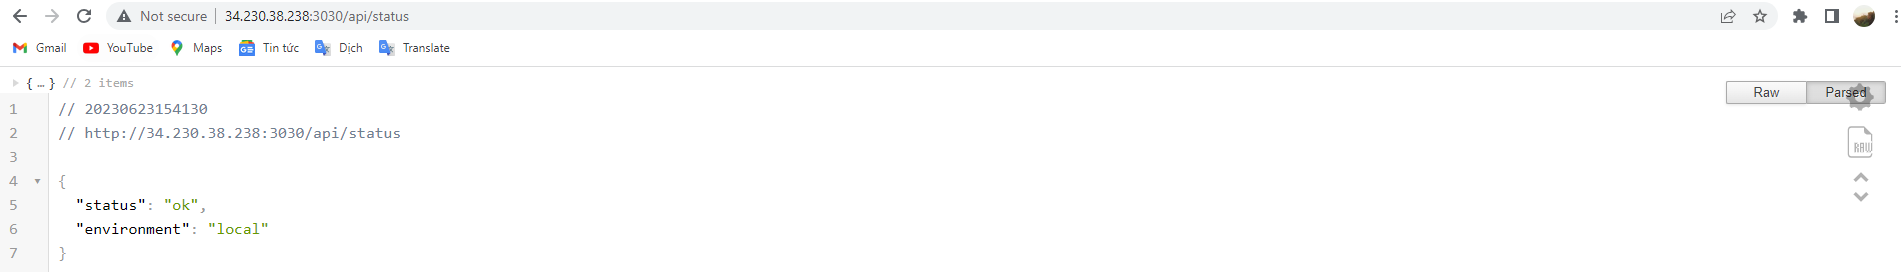 Not secure 34.230.38.238:3030/api/status
Gmail YouTube Maps Tin tức Dịch Translate
{ … } // 2 items
Raw Parsed
1 // 20230623154130
2 // http://34.230.38.238:3030/api/status
3
4 {
5 "status": "ok",
6 "environment": "local"
7 }
RAW